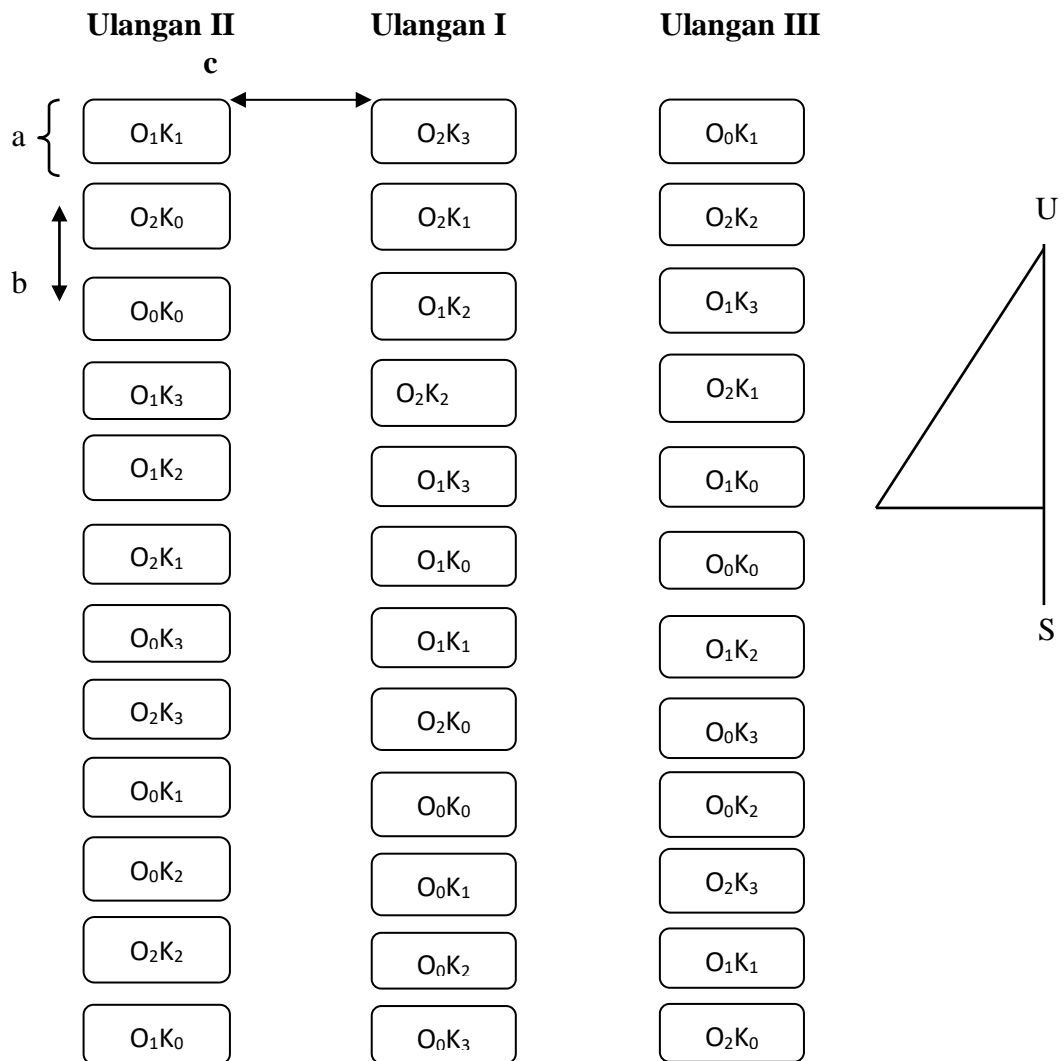 Ulangan II Ulangan I Ulangan III
c
a
O₁K₁ O₂K₃ O₀K₁
O₂K₀ O₂K₁ O₂K₂
U
b
O₀K₀ O₁K₂ O₁K₃
O₁K₃ O₂K₂ O₂K₁
O₁K₂ O₁K₃ O₁K₀
O₂K₁ O₁K₀ O₀K₀
O₀K₃ O₁K₁ O₁K₂
S
O₂K₃ O₂K₀ O₀K₃
O₀K₁ O₀K₀ O₀K₂
O₀K₂ O₀K₁ O₂K₃
O₂K₂ O₀K₂ O₁K₁
O₁K₀ O₀K₃ O₂K₀